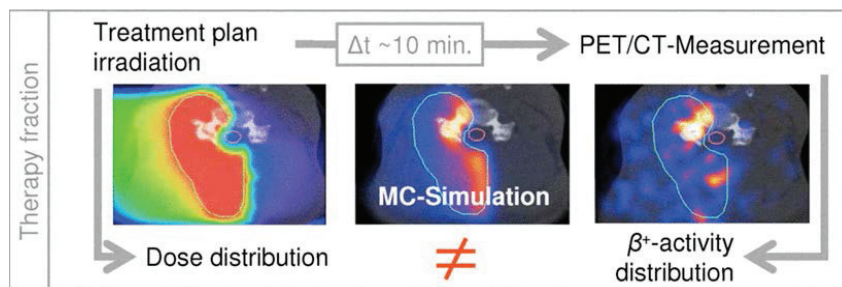 Therapy fraction
Treatment plan
irradiation
Δt ~10 min.
PET/CT-Measurement
MC-Simulation
Dose distribution
≠
β⁺-activity
distribution